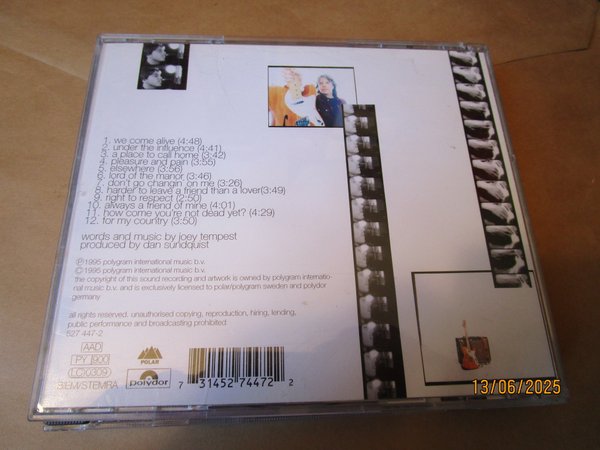 1. we come alive (4:48)
2. under the influence (4:41)
3. a place to call home (3:42)
4. pleasure and pain (3:55)
5. elsewhere (3:56)
6. lord of the manor (3:46)
7. don't go changin' on me (3:26)
8. harder to leave a friend than a lover(3:49)
9. right to respect (2:50)
10. always a friend of mine (4:01)
11. how come you're not dead yet? (4:29)
12. for my country (3:50)
words and music by joey tempest
produced by dan sundquist
℗1995 polygram international music b.v.
©1995 polygram international music b.v.
the copyright of this sound recording and artwork is owned by polygram internatio-
nal music b.v. and is exclusively licensed to polar/polygram sweden and polydor
germany
all rights reserved. unauthorised copying, reproduction, hiring, lending,
public performance and broadcasting prohibited.
527 447-2
AAD
PY 900
LC0309
BIEM/STEMRA
POLAR
polydor
7 31452 74472 2
13/06/2025